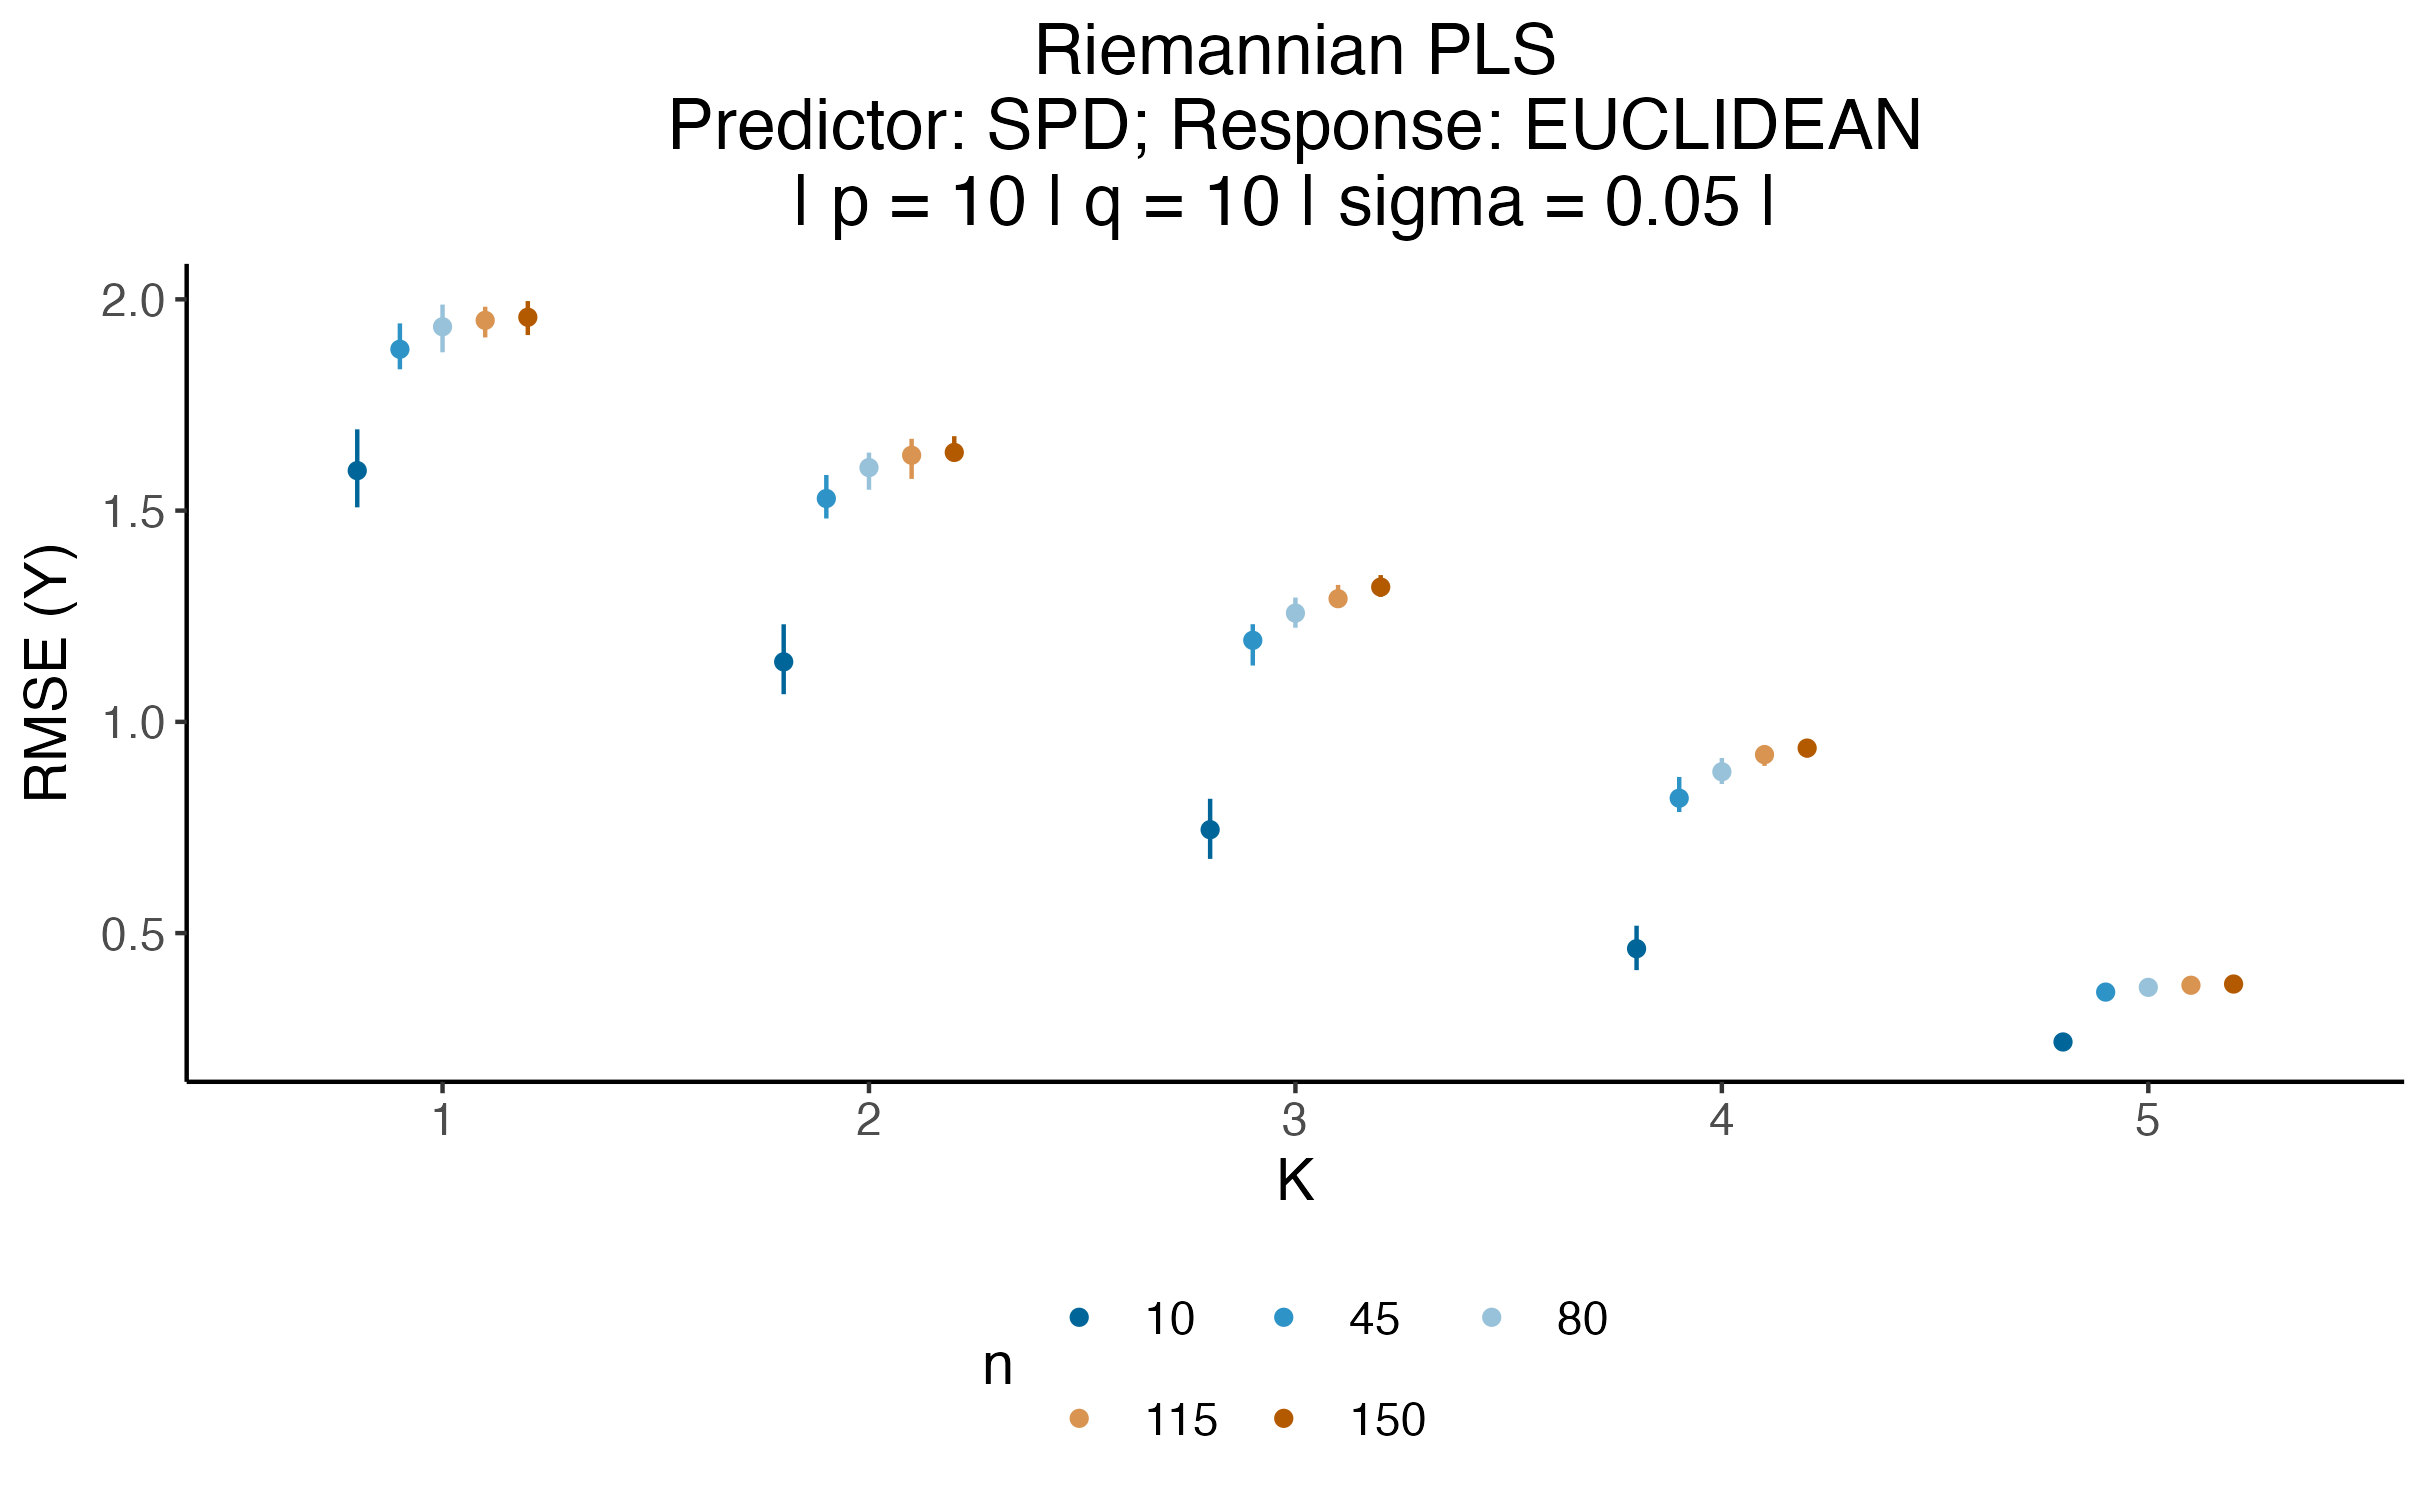 Riemannian PLS
Predictor: SPD; Response: EUCLIDEAN
| p = 10 | q = 10 | sigma = 0.05 |
RMSE (Y)
2.0
1.5
1.0
0.5
1 2 3 4 5
K
n
10 45 80
115 150